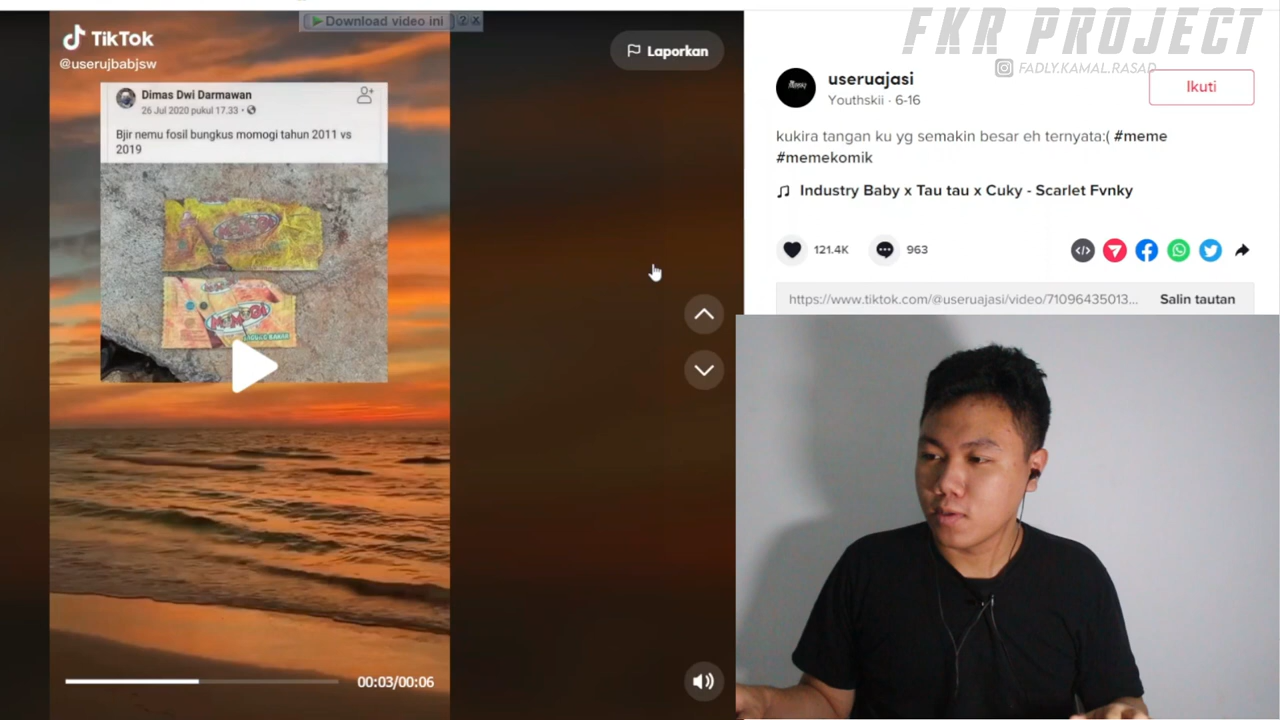 Download video ini
TikTok
@userujbabjsw
Laporkan
Dimas Dwi Darmawan
26 Jul 2020 pukul 17.33 •
Bjir nemu fosil bungkus momogi tahun 2011 vs
2019
MoMoGi
JAGUNG BAKAR
00:03/00:06
FKR PROJECT
FADLY.KAMAL.RASAD
useruajasi
Youthskii · 6-16
Ikuti
kukira tangan ku yg semakin besar eh ternyata:( #meme
#memekomik
Industry Baby x Tau tau x Cuky - Scarlet Fvnky
121.4K
963
https://www.tiktok.com/@useruajasi/video/71096435013...
Salin tautan